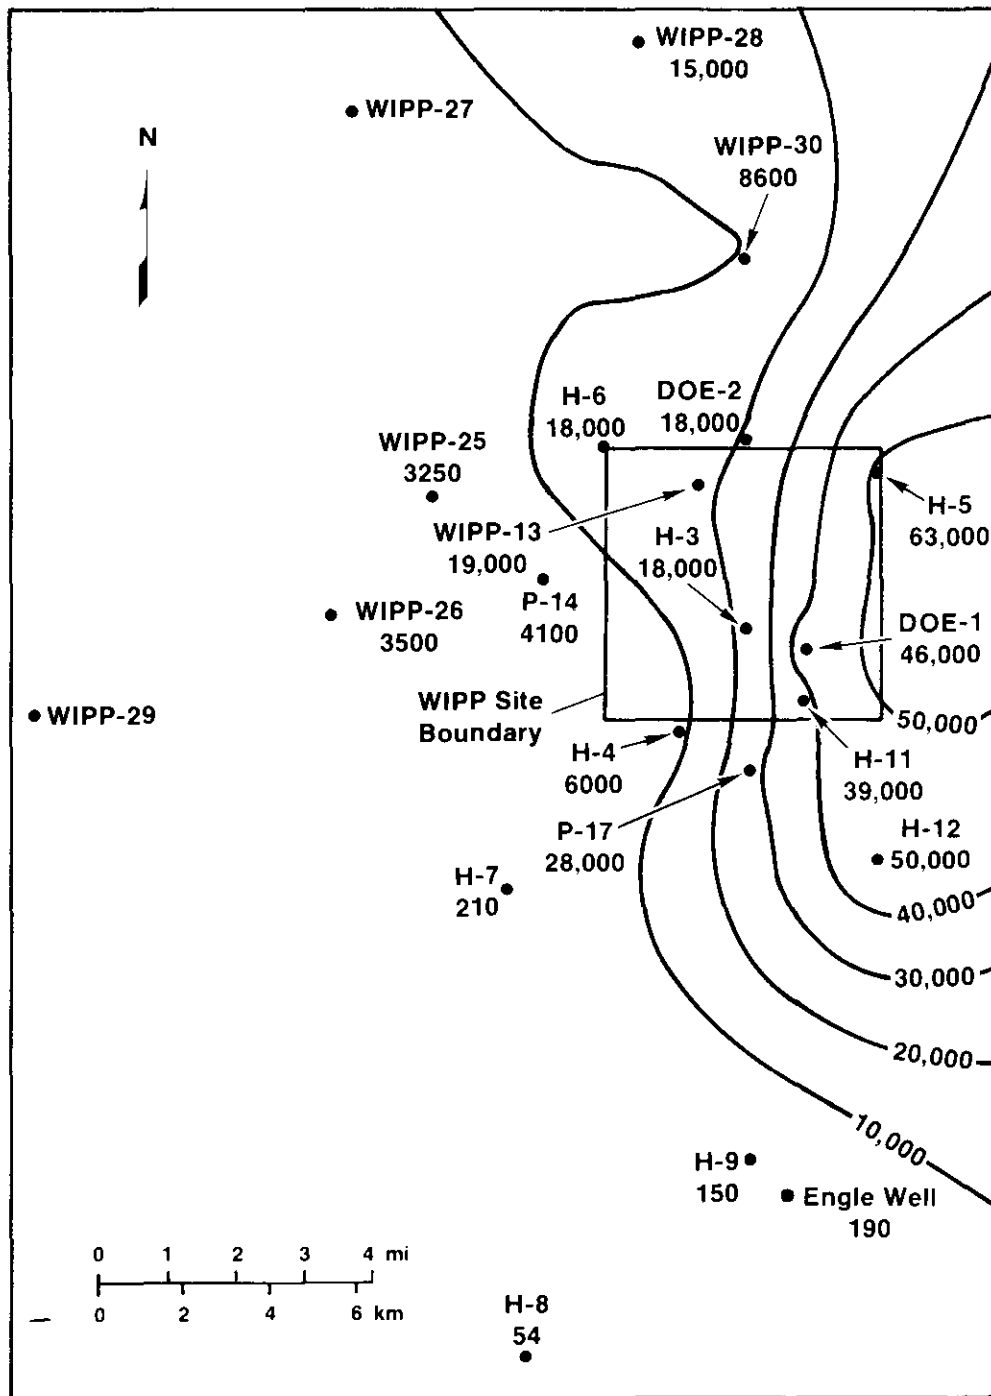 WIPP-28
15,000
WIPP-27
N
WIPP-30
8600
H-6
18,000
DOE-2
18,000
WIPP-25
3250
H-5
63,000
WIPP-13
19,000
H-3
18,000
P-14
4100
WIPP-26
3500
DOE-1
46,000
WIPP-29
WIPP Site
Boundary
50,000
H-4
6000
H-11
39,000
P-17
28,000
H-12
50,000
H-7
210
40,000
30,000
20,000
10,000
H-9
150
Engle Well
190
0 1 2 3 4 mi
0 2 4 6 km
H-8
54